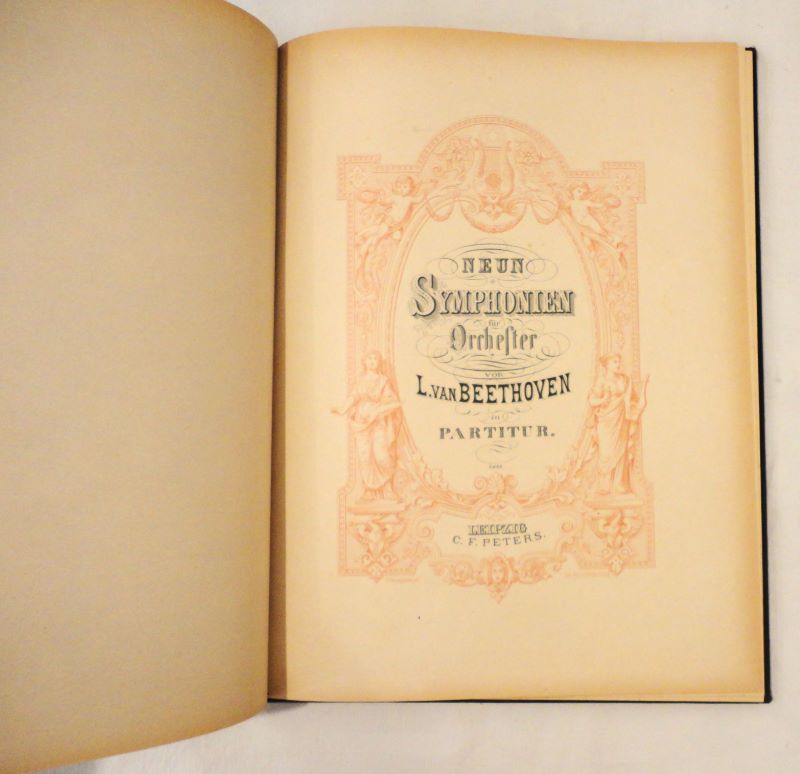 NEUN
SYMPHONIEN
für
Orcheſter
VON
L. VAN BEETHOVEN
in
PARTITUR.
LEIPZIG
C. F. PETERS.